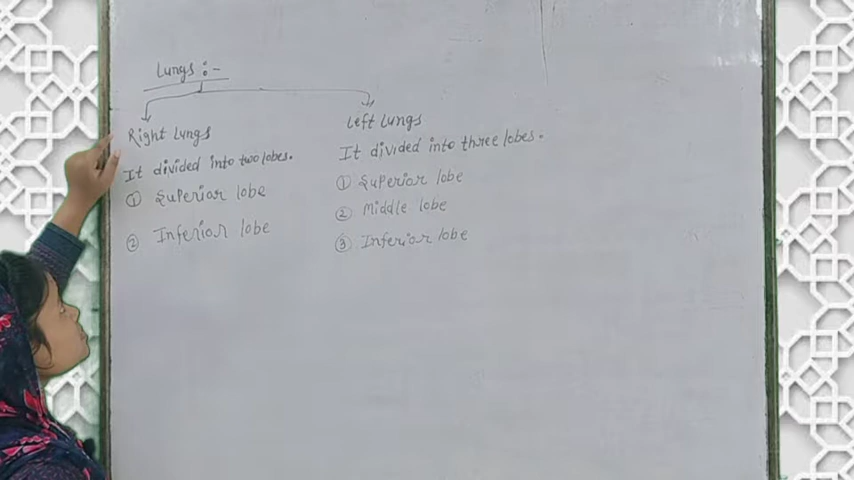 Lungs :-
Right Lungs
It divided into two lobes.
① Superior lobe
② Inferior lobe
Left Lungs
It divided into three lobes.
① Superior lobe
② Middle lobe
③ Inferior lobe